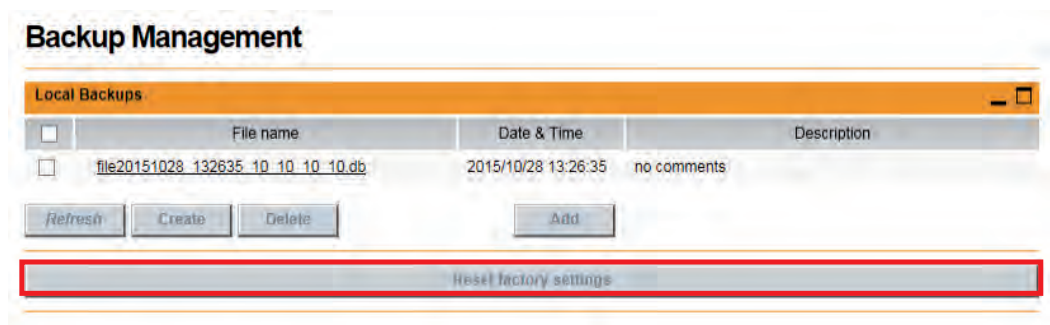 Backup Management
Local Backups
File name Date & Time Description
file20151028_132635_10_10_10_10.db 2015/10/28 13:26:35 no comments
Refresh Create Delete Add
Reset factory settings